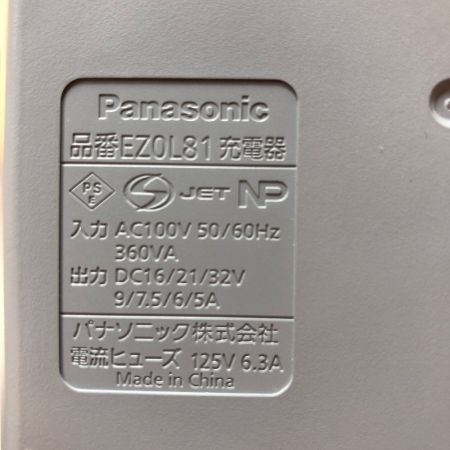 Panasonic
品番EZ0L81 充電器
PS
E
S JET NP
入力 AC100V 50/60Hz
360VA
出力 DC16/21/32V
9/7.5/6/5A
パナソニック株式会社
電流ヒューズ 125V 6.3A
Made in China